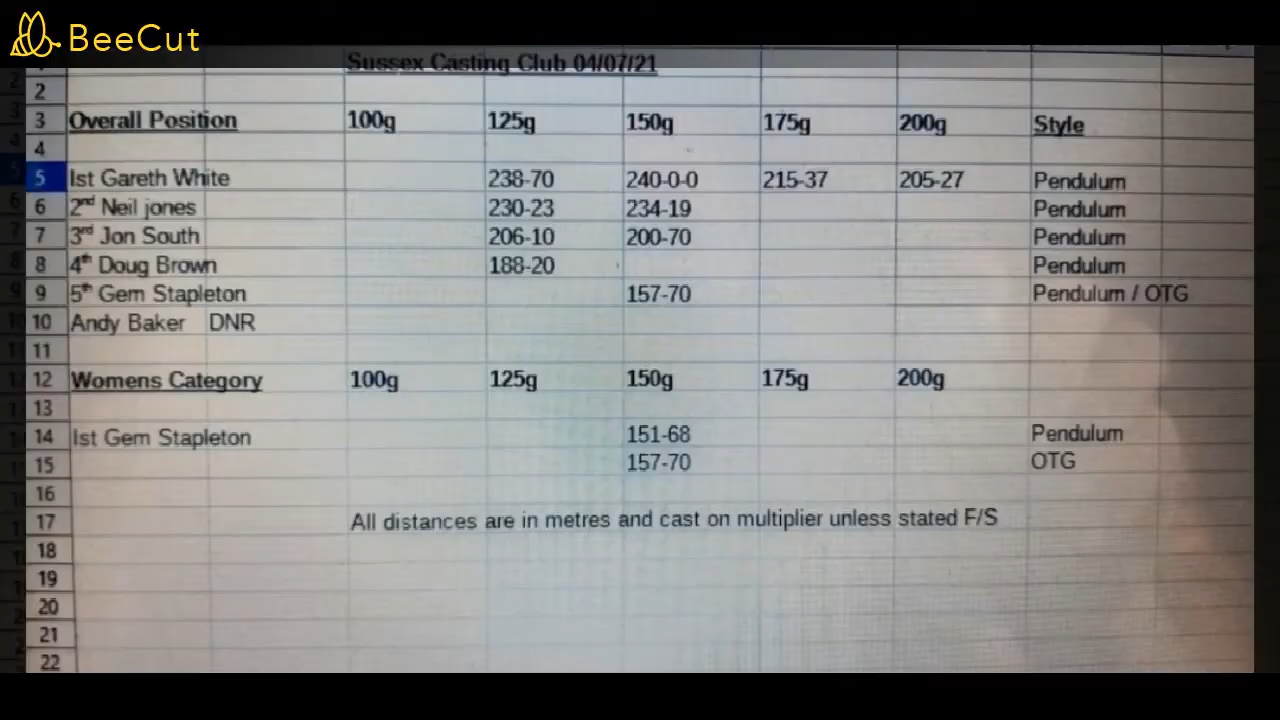 BeeCut
Sussex Casting Club 04/07/21
2
3 Overall Position 100g 125g 150g 175g 200g Style
4
5 Ist Gareth White 238-70 240-0-0 215-37 205-27 Pendulum
6 2nd Neil jones 230-23 234-19 Pendulum
7 3rd Jon South 206-10 200-70 Pendulum
8 4th Doug Brown 188-20 Pendulum
9 5th Gem Stapleton 157-70 Pendulum / OTG
10 Andy Baker DNR
11
12 Womens Category 100g 125g 150g 175g 200g
13
14 Ist Gem Stapleton 151-68 Pendulum
15 157-70 OTG
16
17 All distances are in metres and cast on multiplier unless stated F/S
18
19
20
21
22